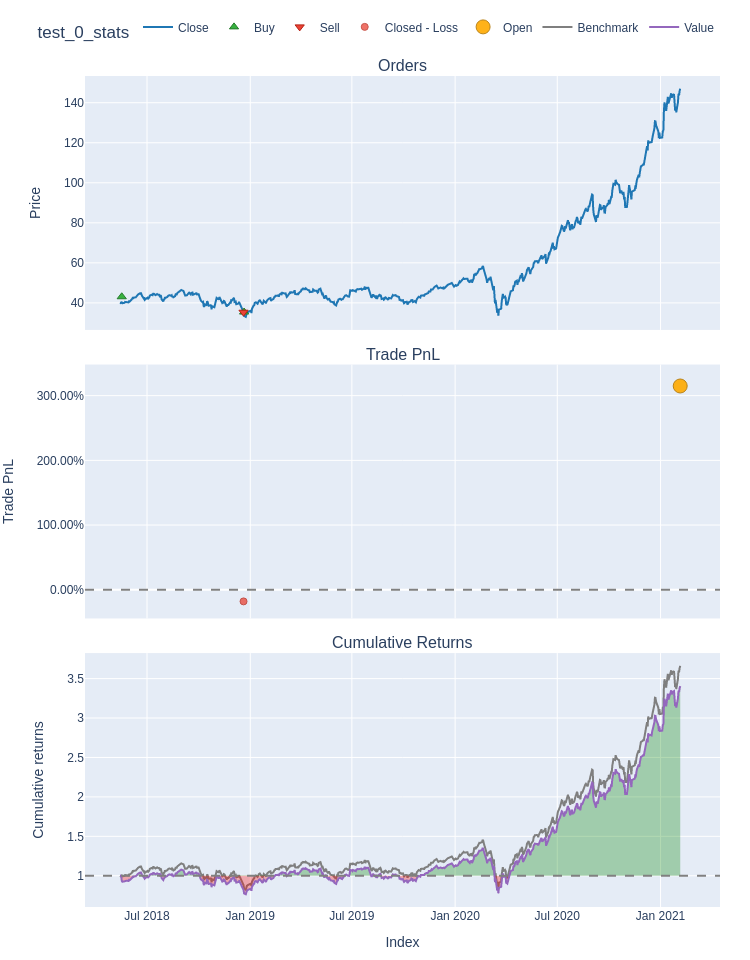 test_0_stats
Close
Buy
Sell
Closed - Loss
Open
Benchmark
Value
Orders
Price
140
120
100
80
60
40
Trade PnL
Trade PnL
300.00%
200.00%
100.00%
0.00%
Cumulative Returns
Cumulative returns
3.5
3
2.5
2
1.5
1
Jul 2018
Jan 2019
Jul 2019
Jan 2020
Jul 2020
Jan 2021
Index